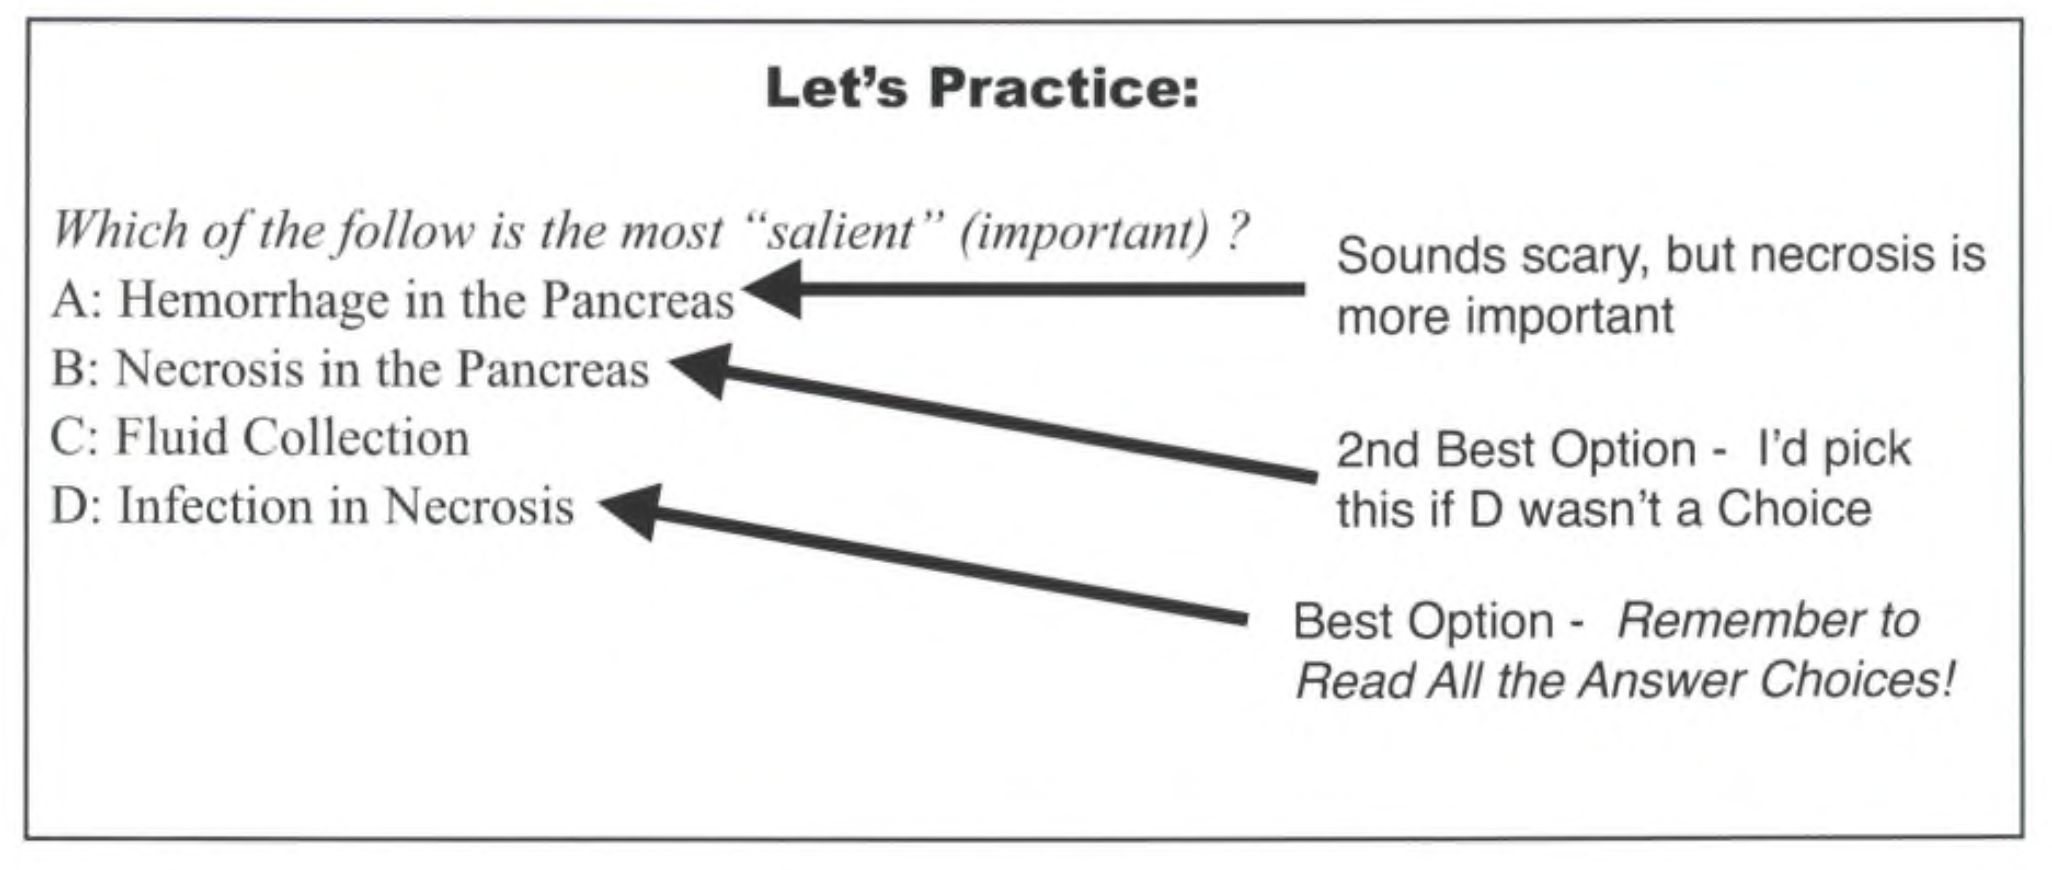 Let's Practice:
Which of the follow is the most “salient” (important) ?
A: Hemorrhage in the Pancreas
B: Necrosis in the Pancreas
C: Fluid Collection
D: Infection in Necrosis
Sounds scary, but necrosis is
more important
2nd Best Option - I'd pick
this if D wasn't a Choice
Best Option - Remember to
Read All the Answer Choices!